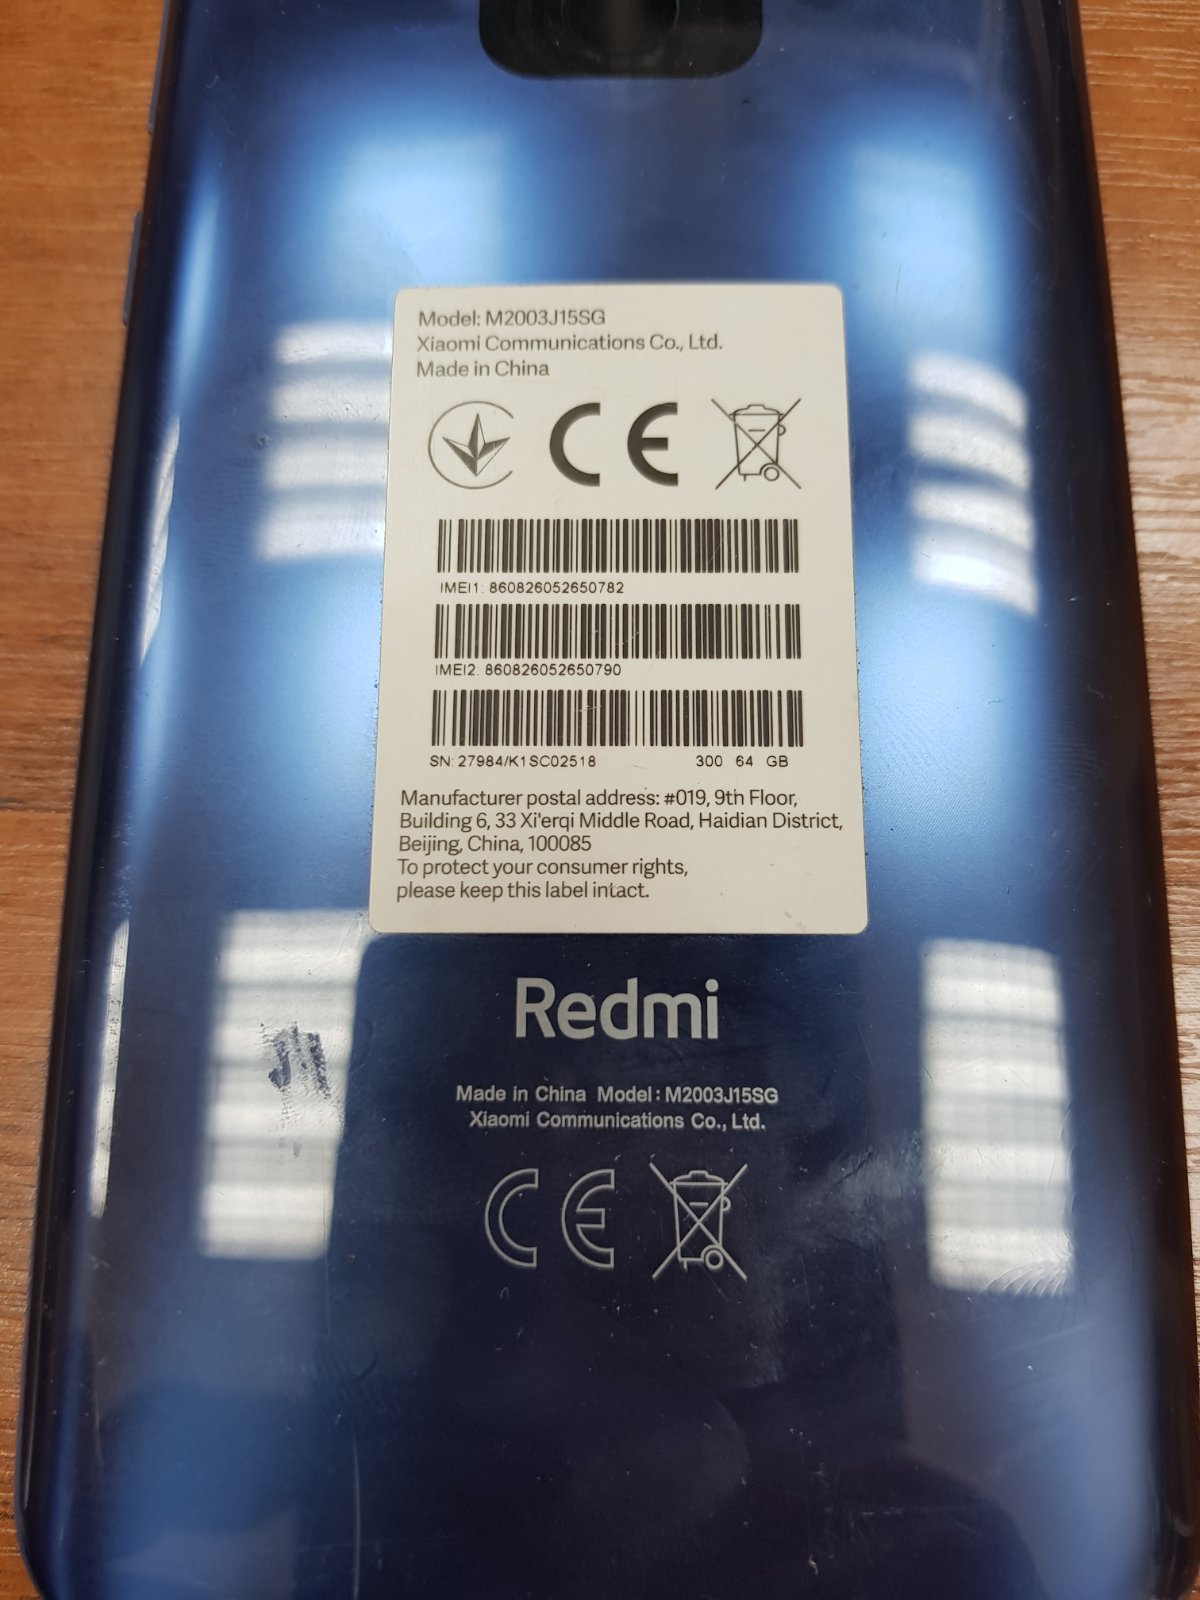 Model: M2003J15SG
Xiaomi Communications Co., Ltd.
Made in China
CE
IMEI1: 860826052650782
IMEI2: 860826052650790
SN: 27984/K1SC02518 300 64 GB
Manufacturer postal address: #019, 9th Floor,
Building 6, 33 Xi'erqi Middle Road, Haidian District,
Beijing, China, 100085
To protect your consumer rights,
please keep this label intact.
Redmi
Made in China Model: M2003J15SG
Xiaomi Communications Co., Ltd.
CE